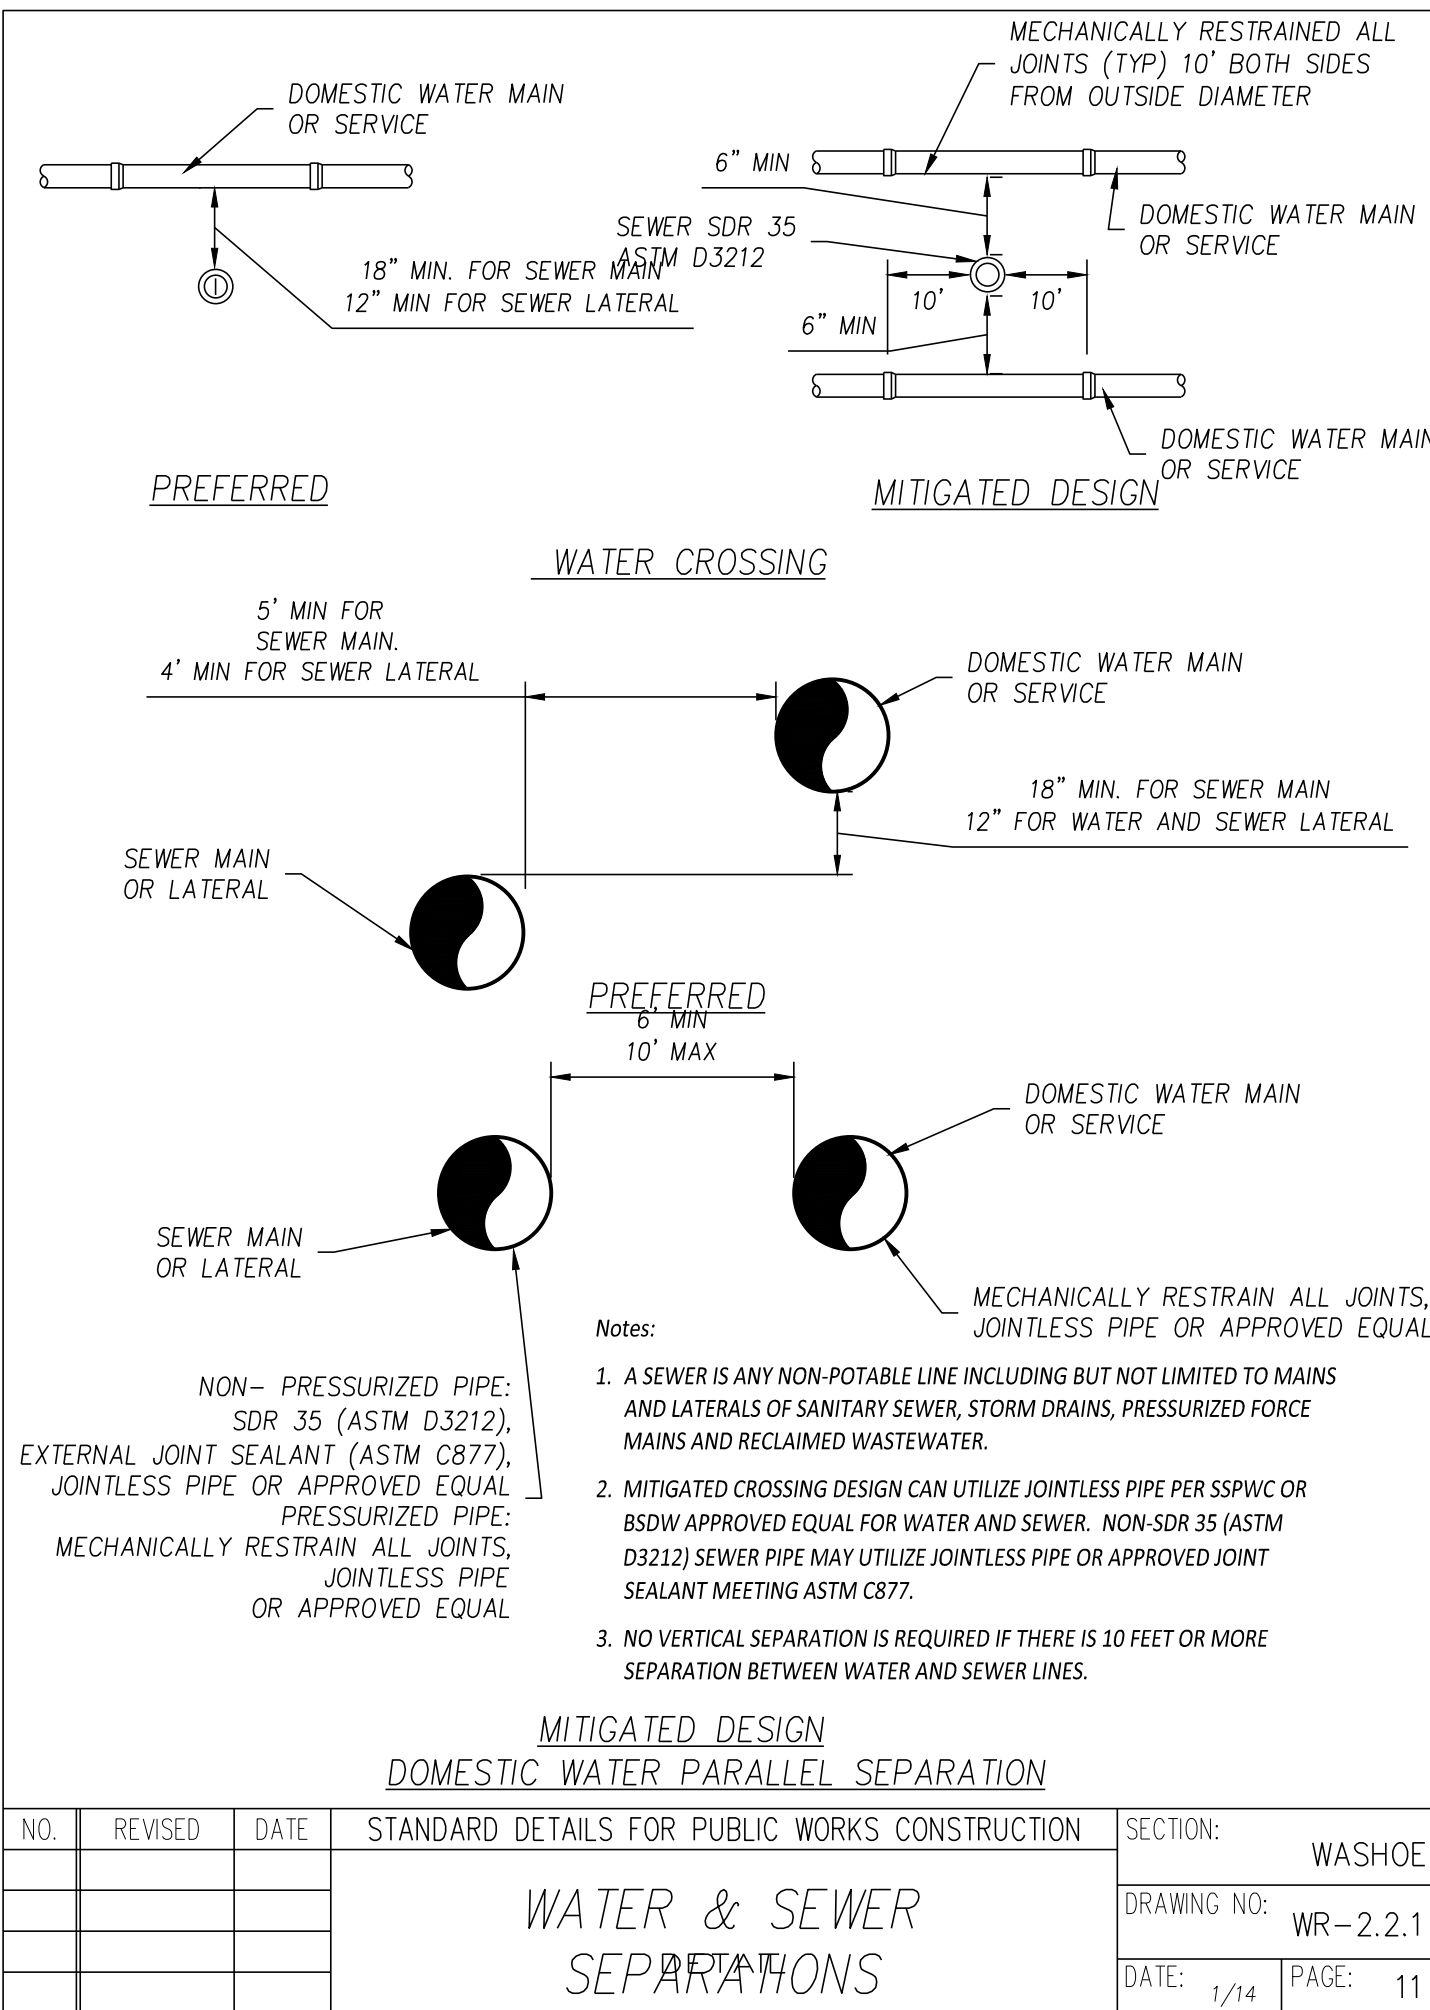 DOMESTIC WATER MAIN
OR SERVICE
18" MIN. FOR SEWER MAIN
12" MIN FOR SEWER LATERAL
PREFERRED
MECHANICALLY RESTRAINED ALL
JOINTS (TYP) 10' BOTH SIDES
FROM OUTSIDE DIAMETER
6" MIN
SEWER SDR 35
ASTM D3212
DOMESTIC WATER MAIN
OR SERVICE
10' 10'
6" MIN
DOMESTIC WATER MAIN
OR SERVICE
MITIGATED DESIGN
WATER CROSSING
5' MIN FOR
SEWER MAIN.
4' MIN FOR SEWER LATERAL
DOMESTIC WATER MAIN
OR SERVICE
18" MIN. FOR SEWER MAIN
12" FOR WATER AND SEWER LATERAL
SEWER MAIN
OR LATERAL
PREFERRED
6' MIN
10' MAX
DOMESTIC WATER MAIN
OR SERVICE
SEWER MAIN
OR LATERAL
MECHANICALLY RESTRAIN ALL JOINTS,
JOINTLESS PIPE OR APPROVED EQUAL
NON- PRESSURIZED PIPE:
SDR 35 (ASTM D3212),
EXTERNAL JOINT SEALANT (ASTM C877),
JOINTLESS PIPE OR APPROVED EQUAL
PRESSURIZED PIPE:
MECHANICALLY RESTRAIN ALL JOINTS,
JOINTLESS PIPE
OR APPROVED EQUAL
Notes:
1. A SEWER IS ANY NON-POTABLE LINE INCLUDING BUT NOT LIMITED TO MAINS
AND LATERALS OF SANITARY SEWER, STORM DRAINS, PRESSURIZED FORCE
MAINS AND RECLAIMED WASTEWATER.
2. MITIGATED CROSSING DESIGN CAN UTILIZE JOINTLESS PIPE PER SSPWC OR
BSDW APPROVED EQUAL FOR WATER AND SEWER. NON-SDR 35 (ASTM
D3212) SEWER PIPE MAY UTILIZE JOINTLESS PIPE OR APPROVED JOINT
SEALANT MEETING ASTM C877.
3. NO VERTICAL SEPARATION IS REQUIRED IF THERE IS 10 FEET OR MORE
SEPARATION BETWEEN WATER AND SEWER LINES.
MITIGATED DESIGN
DOMESTIC WATER PARALLEL SEPARATION
NO. REVISED DATE
STANDARD DETAILS FOR PUBLIC WORKS CONSTRUCTION
WATER & SEWER
SEPARATIONS
DETAIL
SECTION: WASHOE
DRAWING NO: WR-2.2.1
DATE: 1/14 PAGE: 11